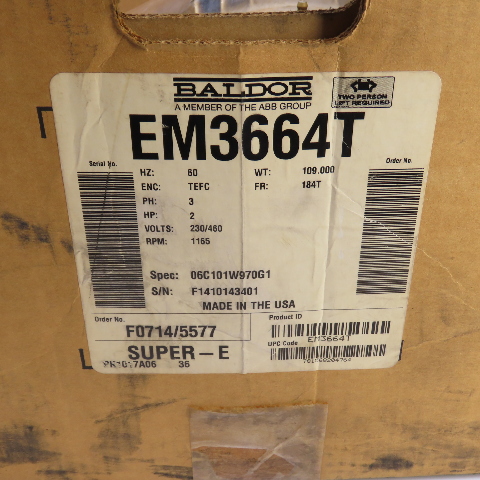 BALDOR
A MEMBER OF THE ABB GROUP
TWO PERSON
LIFT REQUIRED
EM3664T
Serial No.
Order No.
HZ: 60 WT: 109.000
ENC: TEFC FR: 184T
PH: 3
HP: 2
VOLTS: 230/460
RPM: 1165
Spec: 06C101W970G1
S/N: F1410143401
MADE IN THE USA
Order No.
F0714/5577
Product ID
EM3664T
UPC Code
SUPER-E
36